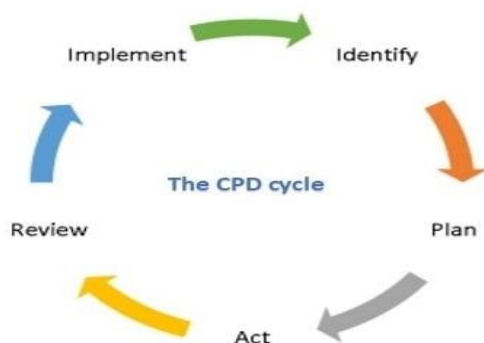 Implement
Identify
The CPD cycle
Review
Plan
Act